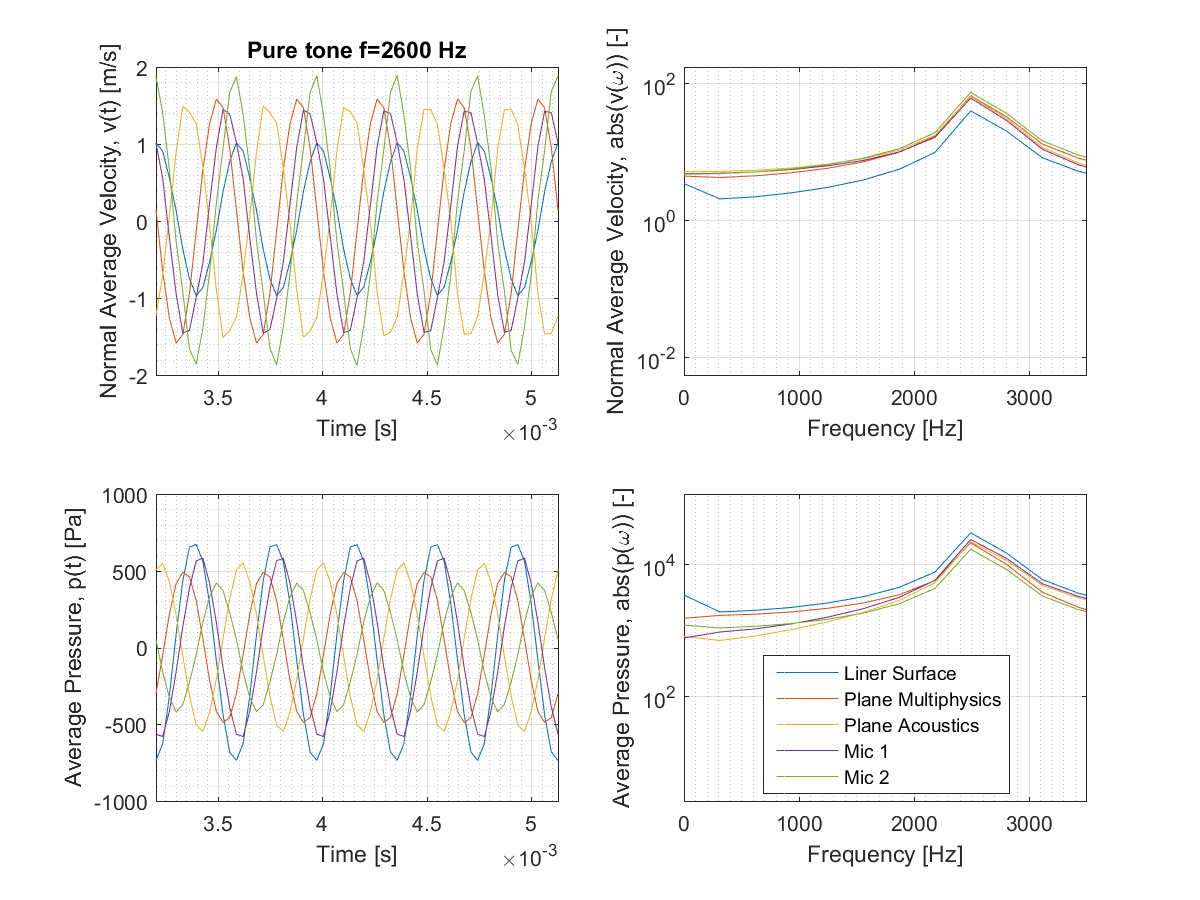 Pure tone f=2600 Hz
Normal Average Velocity, v(t) [m/s]
2
1
0
-1
-2
3.5
4
4.5
5
Time [s]
×10-3
Normal Average Velocity, abs(v(ω)) [-]
102
100
10-2
0
1000
2000
3000
Frequency [Hz]
Average Pressure, p(t) [Pa]
1000
500
0
-500
-1000
3.5
4
4.5
5
Time [s]
×10-3
Average Pressure, abs(p(ω)) [-]
104
102
Liner Surface
Plane Multiphysics
Plane Acoustics
Mic 1
Mic 2
0
1000
2000
3000
Frequency [Hz]